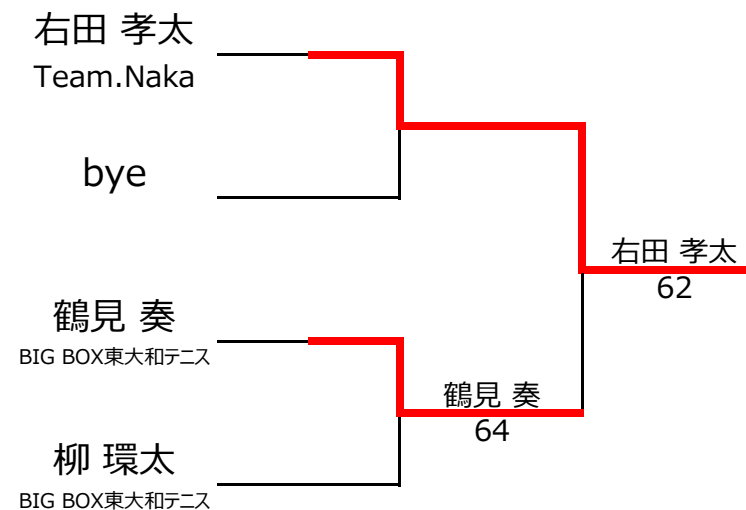 右田 孝太
Team.Naka
bye
右田 孝太
62
鶴見 奏
BIG BOX東大和テニス
鶴見 奏
64
柳 環太
BIG BOX東大和テニス